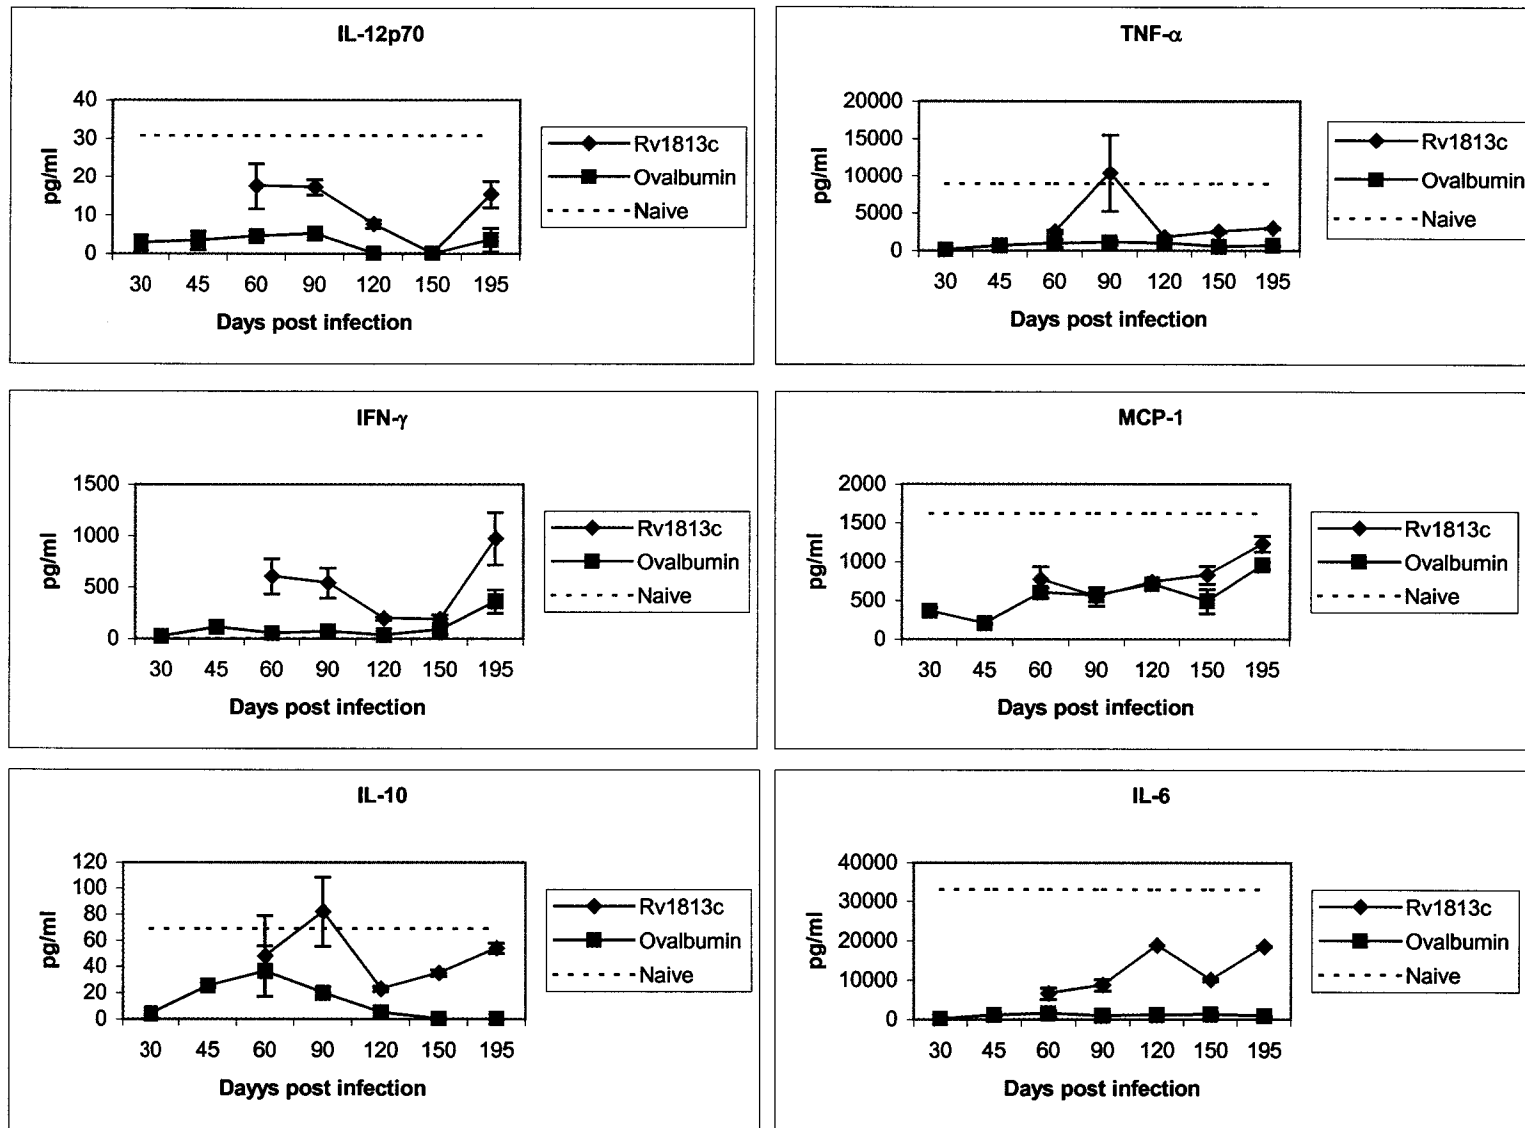 IL-12p70
40
30
20
10
0
pg/ml
30 45 60 90 120 150 195
Days post infection
Rv1813c
Ovalbumin
Naive
TNF-α
20000
15000
10000
5000
0
pg/ml
30 45 60 90 120 150 195
Days post infection
Rv1813c
Ovalbumin
Naive
IFN-γ
1500
1000
500
0
pg/ml
30 45 60 90 120 150 195
Days post infection
Rv1813c
Ovalbumin
Naive
MCP-1
2000
1500
1000
500
0
pg/ml
30 45 60 90 120 150 195
Days post infection
Rv1813c
Ovalbumin
Naive
IL-10
120
100
80
60
40
20
0
pg/ml
30 45 60 90 120 150 195
Dayys post infection
Rv1813c
Ovalbumin
Naive
IL-6
40000
30000
20000
10000
0
pg/ml
30 45 60 90 120 150 195
Days post infection
Rv1813c
Ovalbumin
Naive